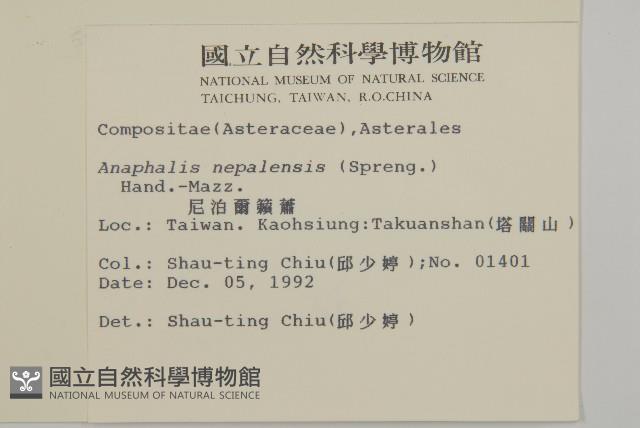 國立自然科學博物館
NATIONAL MUSEUM OF NATURAL SCIENCE
TAICHUNG, TAIWAN, R.O.CHINA
Compositae(Asteraceae),Asterales
Anaphalis nepalensis (Spreng.)
Hand.-Mazz.
尼泊爾籟蕭
Loc.: Taiwan. Kaohsiung:Takuanshan(塔關山)
Col.: Shau-ting Chiu(邱少婷);No. 01401
Date: Dec. 05, 1992
Det.: Shau-ting Chiu(邱少婷)
國立自然科學博物館
NATIONAL MUSEUM OF NATURAL SCIENCE